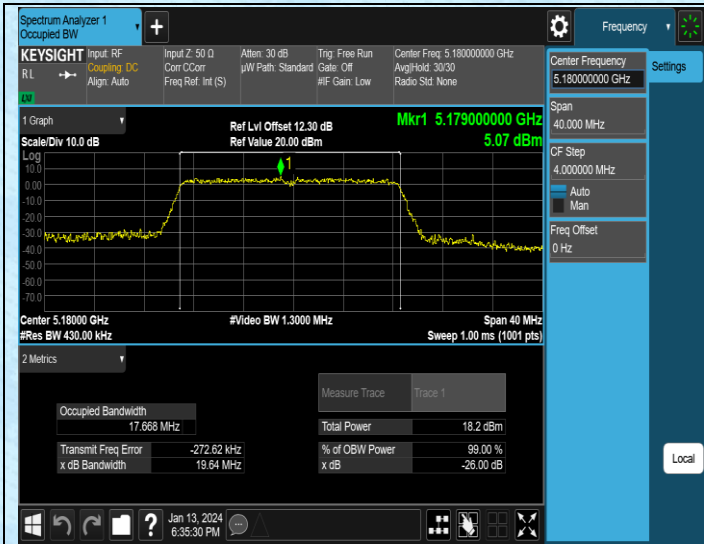 Spectrum Analyzer 1
Occupied BW
Frequency
KEYSIGHT
RL
LXI
Input: RF
Coupling: DC
Align: Auto
Input Z: 50 Ω
Corr CCorr
Freq Ref: Int (S)
Atten: 30 dB
µW Path: Standard
Trig: Free Run
Gate: Off
#IF Gain: Low
Center Freq: 5.180000000 GHz
Avg|Hold: 30/30
Radio Std: None
Center Frequency
5.180000000 GHz
Settings
Span
40.000 MHz
CF Step
4.000000 MHz
Auto
Man
Freq Offset
0 Hz
1 Graph
Scale/Div 10.0 dB
Ref Lvl Offset 12.30 dB
Ref Value 20.00 dBm
Mkr1 5.179000000 GHz
5.07 dBm
Log
1
10.0
0.00
-10.0
-20.0
-30.0
-40.0
-50.0
-60.0
-70.0
Center 5.18000 GHz
#Res BW 430.00 kHz
#Video BW 1.3000 MHz
Span 40 MHz
Sweep 1.00 ms (1001 pts)
2 Metrics
Measure Trace Trace 1
Occupied Bandwidth
17.668 MHz
Total Power 18.2 dBm
Transmit Freq Error -272.62 kHz
% of OBW Power 99.00 %
x dB Bandwidth 19.64 MHz
x dB -26.00 dB
Local
Jan 13, 2024
6:35:30 PM